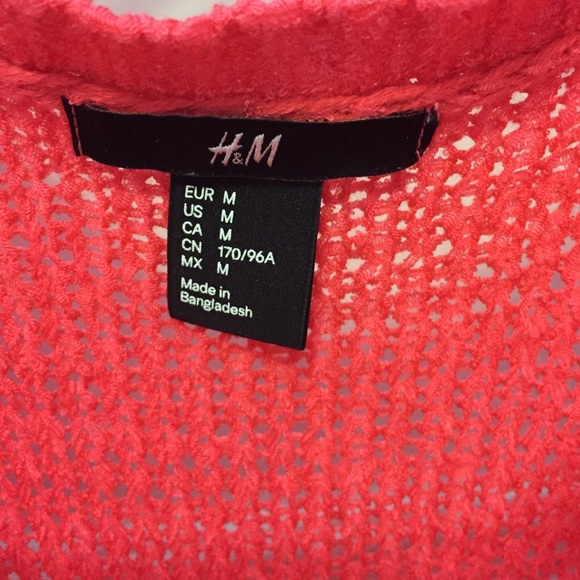 H&M
EUR M
US M
CA M
CN 170/96A
MX M
Made in
Bangladesh